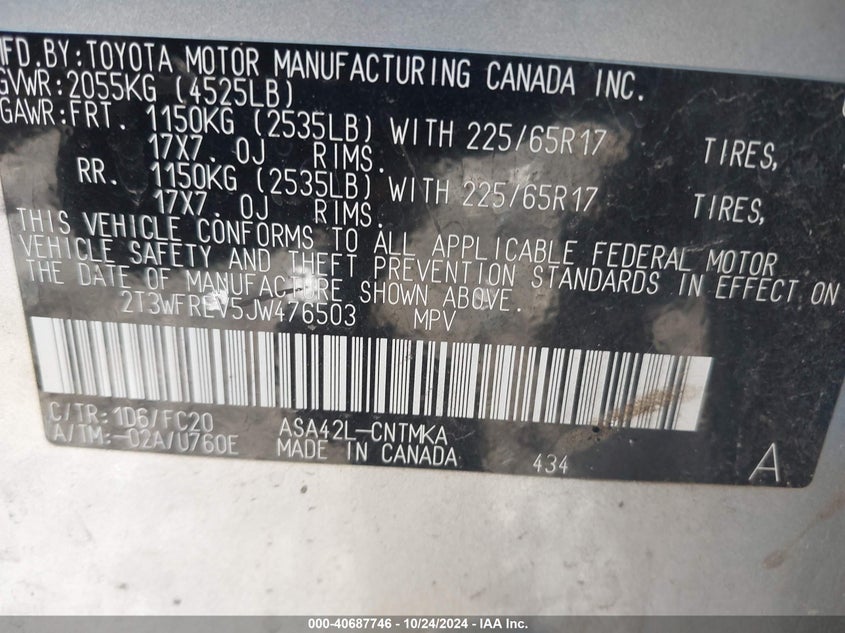 MFD.BY:TOYOTA MOTOR MANUFACTURING CANADA INC.
GVWR:2055KG (4525LB)
GAWR:FRT. 1150KG (2535LB) WITH 225/65R17 TIRES,
17X7.0J RIMS.
RR. 1150KG (2535LB) WITH 225/65R17 TIRES,
17X7.0J RIMS.
THIS VEHICLE CONFORMS TO ALL APPLICABLE FEDERAL MOTOR
VEHICLE SAFETY AND THEFT PREVENTION STANDARDS IN EFFECT ON
THE DATE OF MANUFACTURE SHOWN ABOVE.
2T3WFREV5JW476503 MPV
C/TR:1D6/FC20 ASA42L-CNTMKA
A/TM:-02A/U760E MADE IN CANADA 434 A
000-40687746 | 10/24/2024 - IAA Inc.